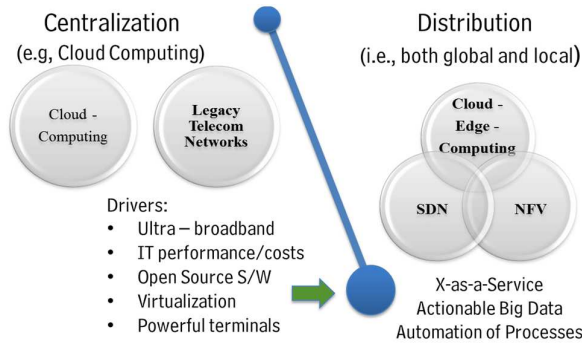 Centralization
(e.g, Cloud Computing)
Cloud -
Computing
Legacy
Telecom
Networks
Drivers:
• Ultra – broadband
• IT performance/costs
• Open Source S/W
• Virtualization
• Powerful terminals
Distribution
(i.e., both global and local)
Cloud -
Edge -
Computing
SDN
NFV
X-as-a-Service
Actionable Big Data
Automation of Processes